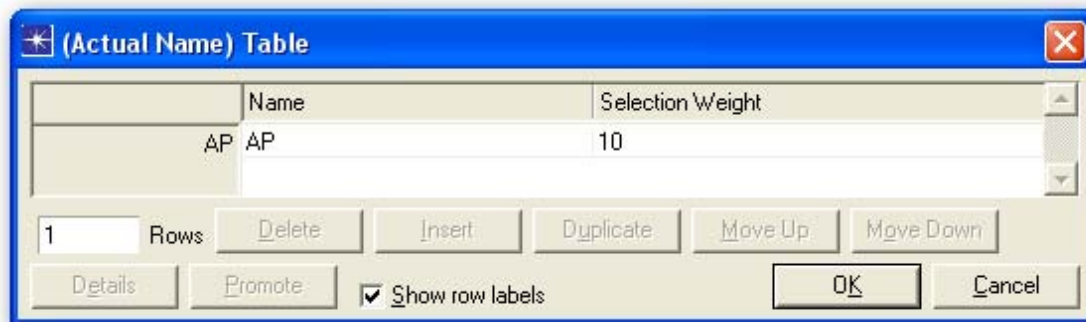 (Actual Name) Table
Name Selection Weight
AP AP 10
1 Rows Delete Insert Duplicate Move Up Move Down
Details Promote Show row labels OK Cancel